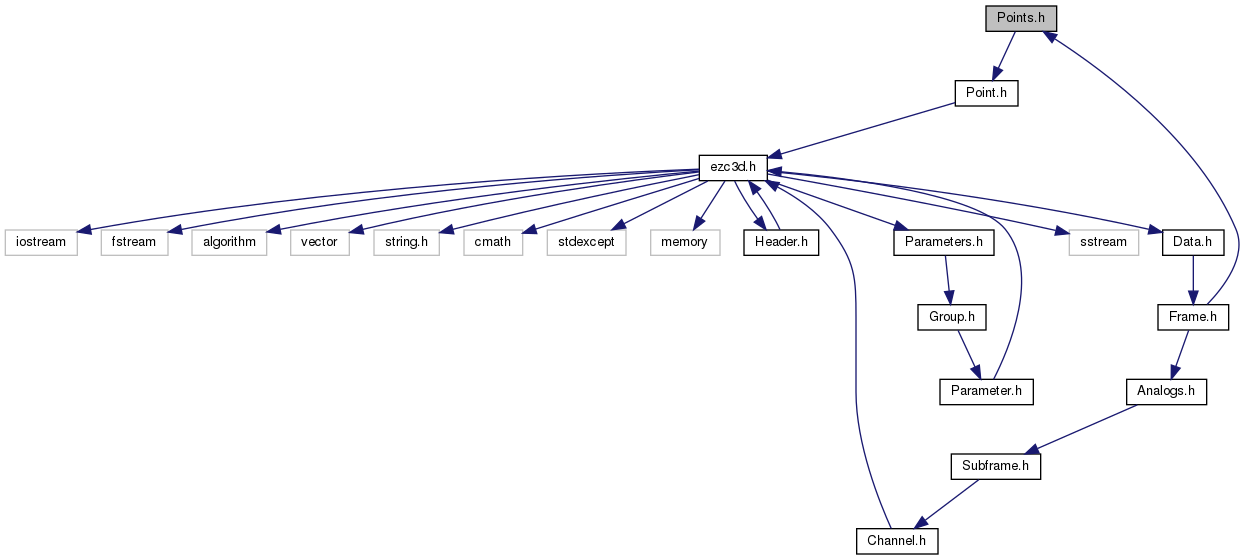 Points.h
Point.h
ezc3d.h
iostream
fstream
algorithm
vector
string.h
cmath
stdexcept
memory
Header.h
Parameters.h
sstream
Data.h
Group.h
Frame.h
Parameter.h
Analogs.h
Subframe.h
Channel.h